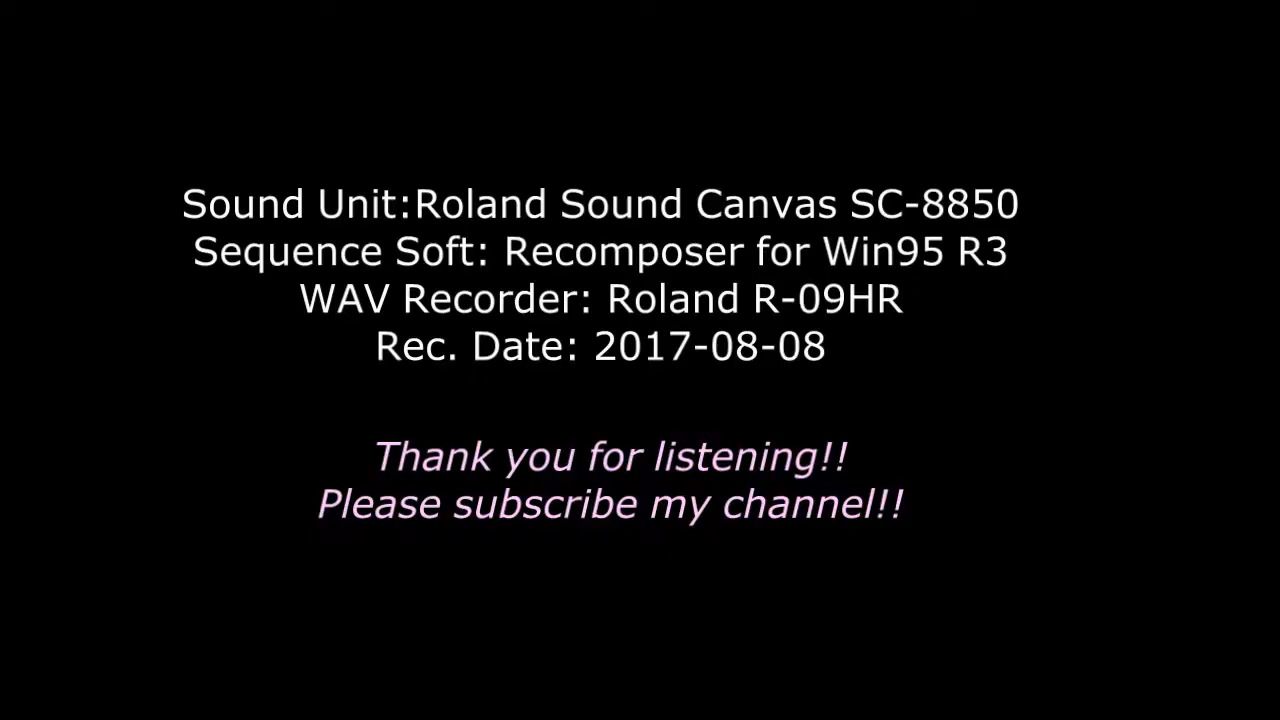 Sound Unit:Roland Sound Canvas SC-8850
Sequence Soft: Recomposer for Win95 R3
WAV Recorder: Roland R-09HR
Rec. Date: 2017-08-08
Thank you for listening!!
Please subscribe my channel!!